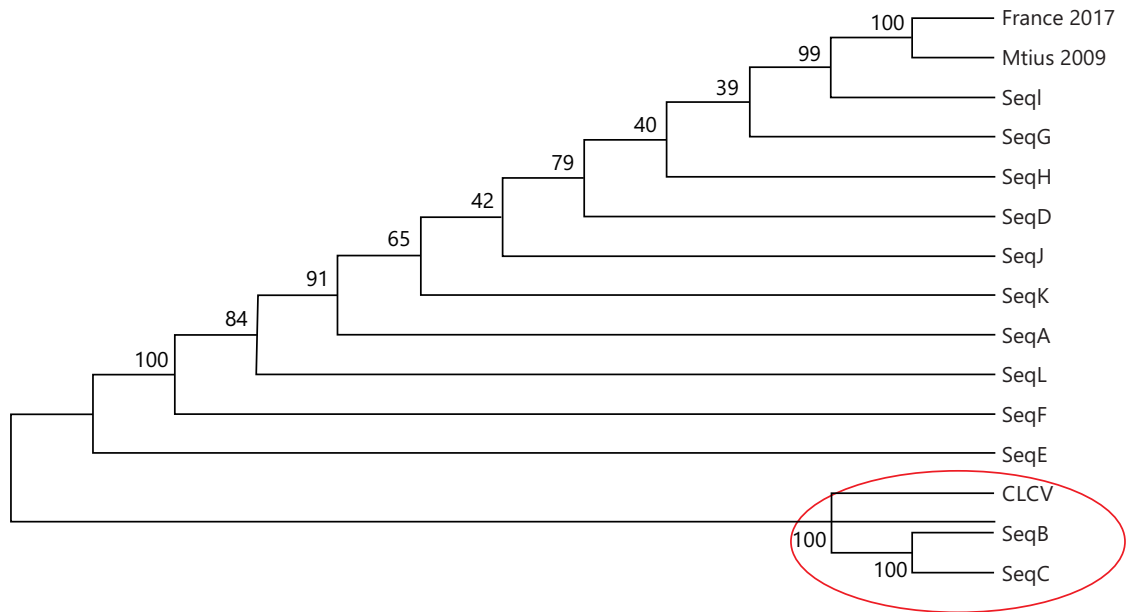 France 2017
100
Mtius 2009
99
SeqI
39
SeqG
40
SeqH
79
SeqD
42
SeqJ
65
SeqK
91
SeqA
84
SeqL
100
SeqF
SeqE
CLCV
SeqB
100
SeqC
100